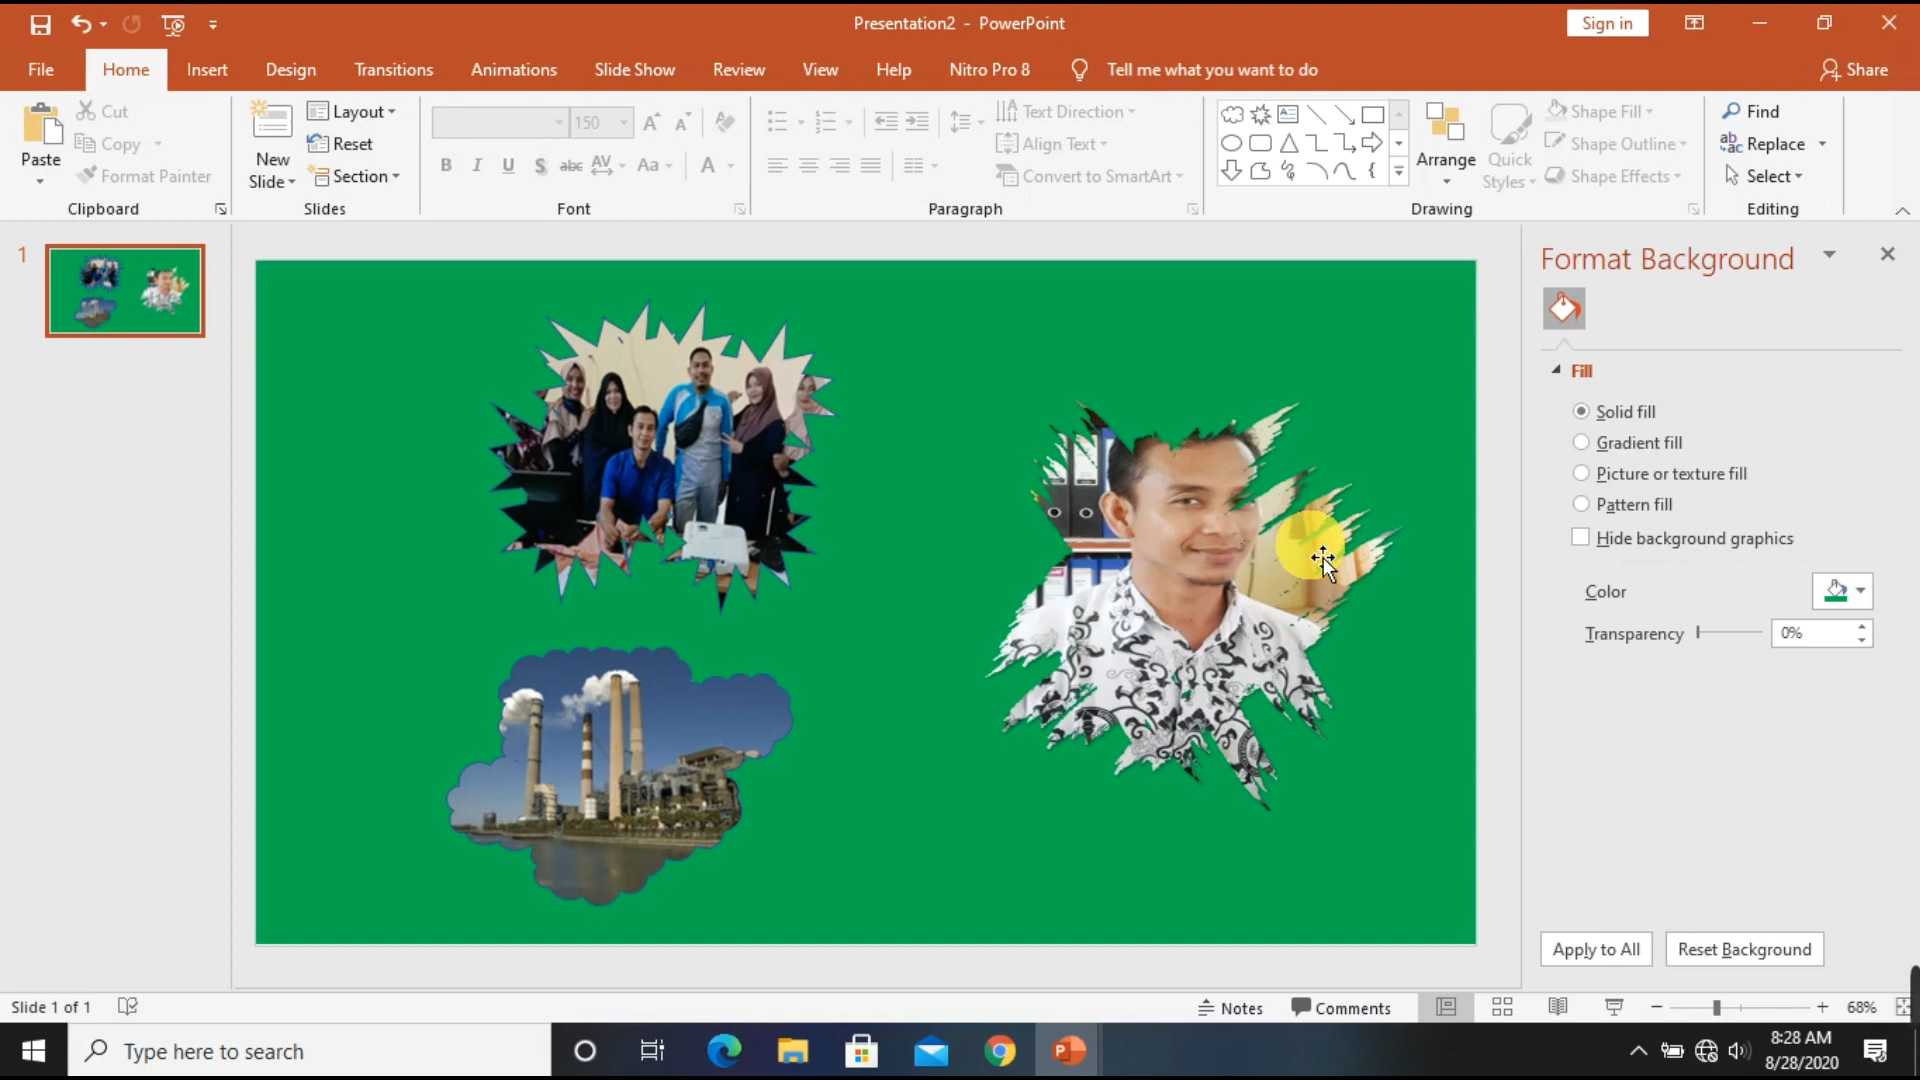 Presentation2 - PowerPoint
Sign in
File
Home
Insert
Design
Transitions
Animations
Slide Show
Review
View
Help
Nitro Pro 8
Tell me what you want to do
Share
Paste
Cut
Copy
Format Painter
Clipboard
New
Slide
Layout
Reset
Section
Slides
150
B I U S abc AV Aa A
Font
Text Direction
Align Text
Convert to SmartArt
Paragraph
Arrange
Quick
Styles
Shape Fill
Shape Outline
Shape Effects
Drawing
Find
Replace
Select
Editing
1
Format Background
Fill
Solid fill
Gradient fill
Picture or texture fill
Pattern fill
Hide background graphics
Color
Transparency
0%
Apply to All
Reset Background
Slide 1 of 1
Notes
Comments
68%
Type here to search
8:28 AM
8/28/2020